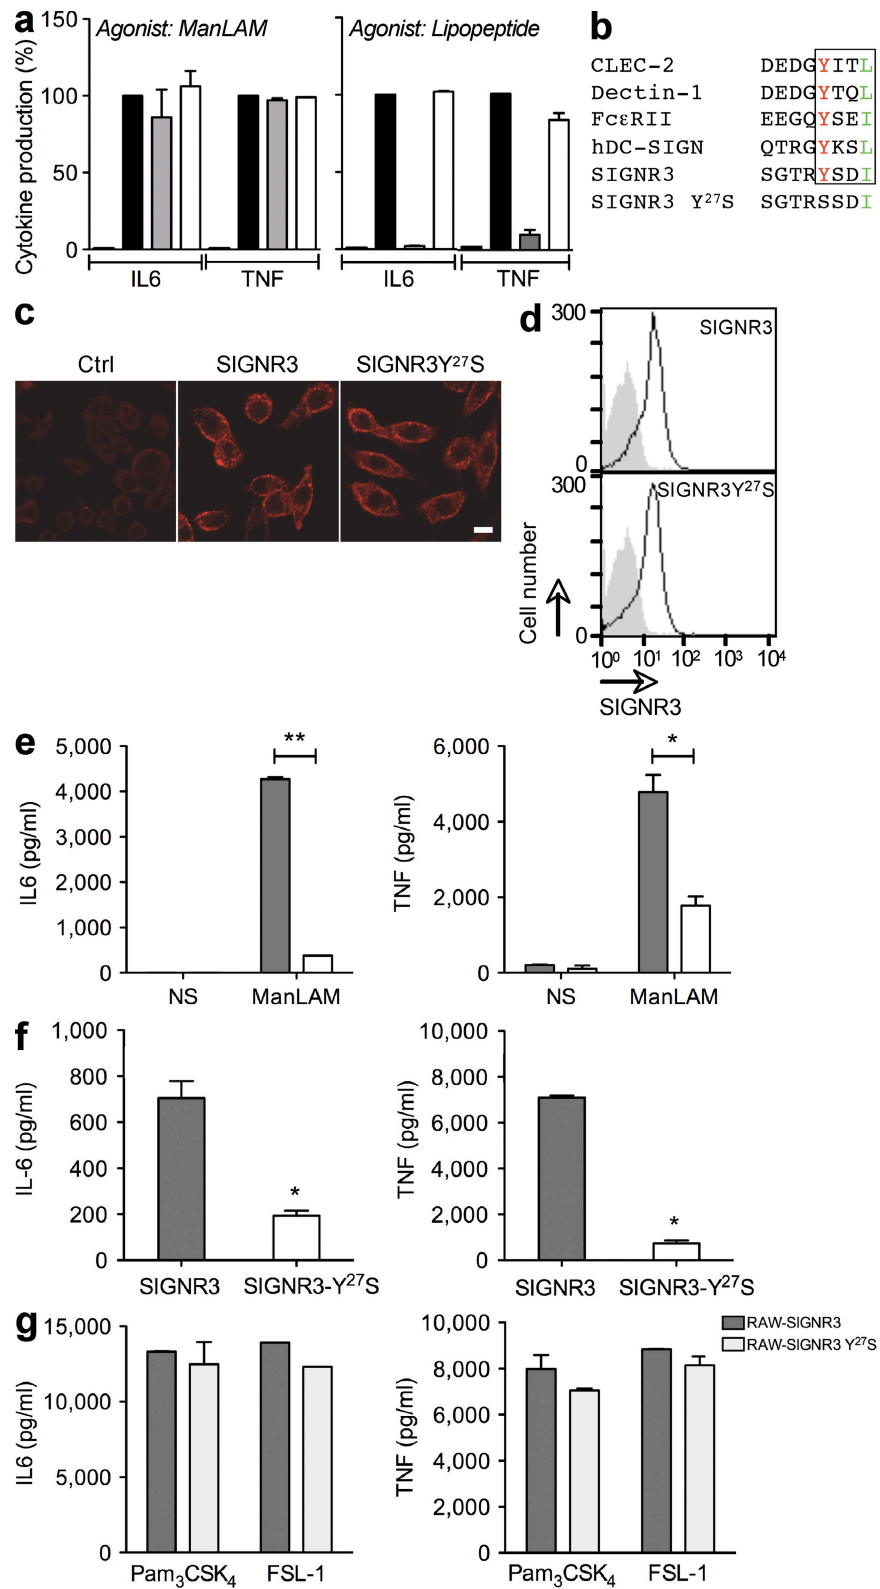 a
Agonist: ManLAM
Agonist: Lipopeptide
Cytokine production (%)
150
100
50
0
IL6
TNF
IL6
TNF
b
CLEC-2 DEDGYITL
Dectin-1 DEDGYTQL
FcεRII EEGQYSEI
hDC-SIGN QTRGYKSL
SIGNR3 SGTRYSDI
SIGNR3 Y²⁷S SGTRSSDI
c
Ctrl
SIGNR3
SIGNR3Y²⁷S
d
300
SIGNR3
0
300
SIGNR3Y²⁷S
0
Cell number
10⁰ 10¹ 10² 10³ 10⁴
SIGNR3
e
IL6 (pg/ml)
5,000
4,000
3,000
2,000
1,000
0
**
NS
ManLAM
TNF (pg/ml)
6,000
4,000
2,000
0
*
NS
ManLAM
f
IL-6 (pg/ml)
1,000
800
600
400
200
0
*
SIGNR3
SIGNR3-Y²⁷S
TNF (pg/ml)
10,000
8,000
6,000
4,000
2,000
0
*
SIGNR3
SIGNR3-Y²⁷S
g
IL6 (pg/ml)
15,000
10,000
5,000
0
Pam₃CSK₄
FSL-1
TNF (pg/ml)
10,000
8,000
6,000
4,000
2,000
0
Pam₃CSK₄
FSL-1
RAW-SIGNR3
RAW-SIGNR3 Y²⁷S